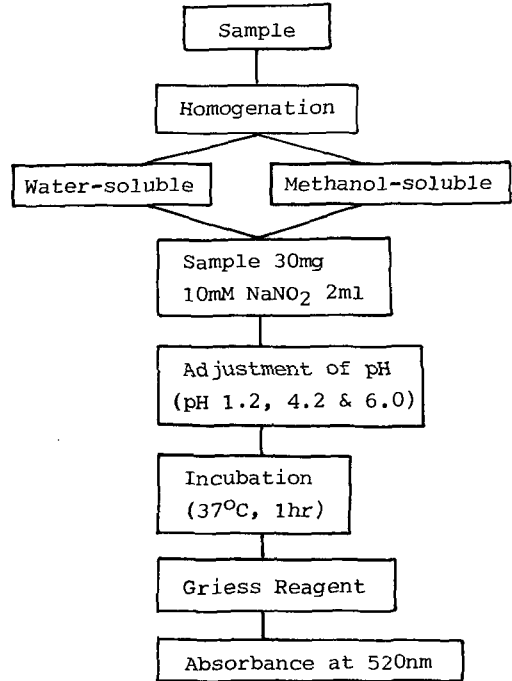 Sample
Homogenation
Water-soluble
Methanol-soluble
Sample 30mg
10mM NaNO₂ 2ml
Adjustment of pH
(pH 1.2, 4.2 & 6.0)
Incubation
(37°C, 1hr)
Griess Reagent
Absorbance at 520nm